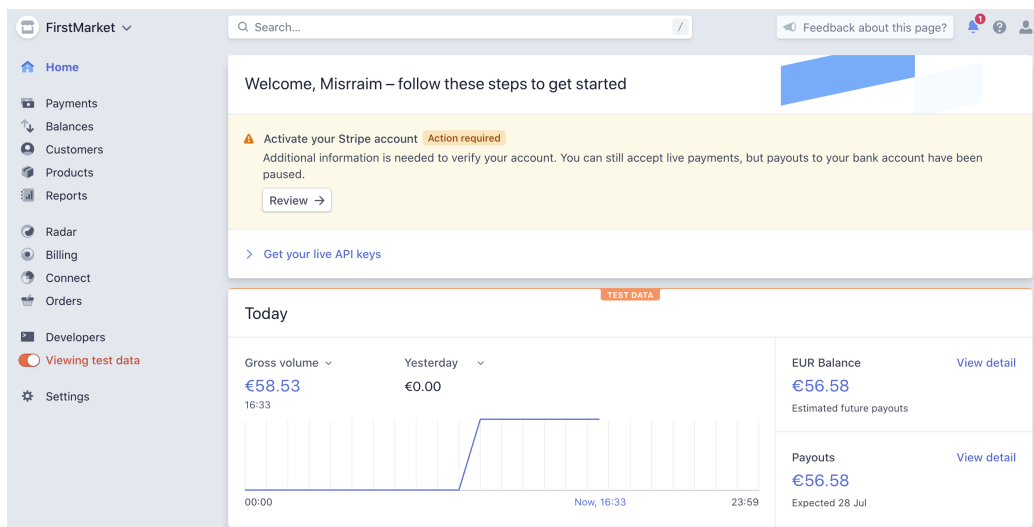 FirstMarket
Search...
/
Feedback about this page?
1
?
Home
Payments
Balances
Customers
Products
Reports
Radar
Billing
Connect
Orders
Developers
Viewing test data
Settings
Welcome, Misrraim – follow these steps to get started
Activate your Stripe account Action required
Additional information is needed to verify your account. You can still accept live payments, but payouts to your bank account have been
paused.
Review →
Get your live API keys
TEST DATA
Today
Gross volume
€58.53
16:33
Yesterday
€0.00
00:00
Now, 16:33
23:59
EUR Balance
View detail
€56.58
Estimated future payouts
Payouts
View detail
€56.58
Expected 28 Jul